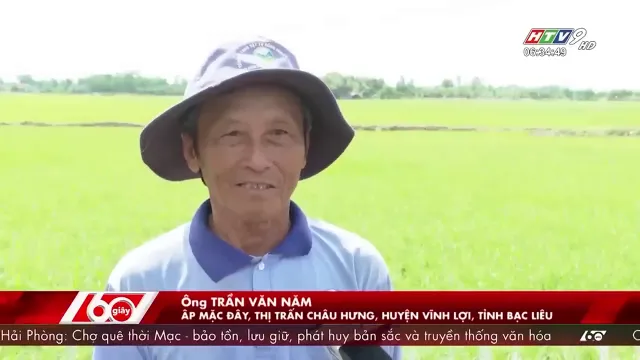 HTV9 HD
06:34:49
Ông TRẦN VĂN NĂM
60 giây
ẤP MẶC ĐÂY, THỊ TRẤN CHÂU HƯNG, HUYỆN VĨNH LỢI, TỈNH BẠC LIÊU
Hải Phòng: Chợ quê thời Mạc - bảo tồn, lưu giữ, phát huy bản sắc và truyền thống văn hóa
60